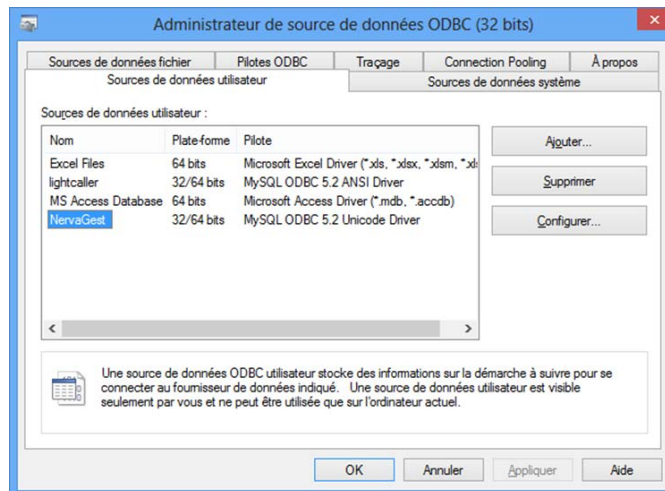 Administrateur de source de données ODBC (32 bits)
Sources de données fichier Pilotes ODBC Traçage Connection Pooling À propos
Sources de données utilisateur Sources de données système
Sources de données utilisateur :
Nom Plate-forme Pilote
Excel Files 64 bits Microsoft Excel Driver (*.xls, *.xlsx, *.xlsm, *.xl
lightcaller 32/64 bits MySQL ODBC 5.2 ANSI Driver
MS Access Database 64 bits Microsoft Access Driver (*.mdb, *.accdb)
NervaGest 32/64 bits MySQL ODBC 5.2 Unicode Driver
Ajouter...
Supprimer
Configurer...
Une source de données ODBC utilisateur stocke des informations sur la démarche à suivre pour se
connecter au fournisseur de données indiqué. Une source de données utilisateur est visible
seulement par vous et ne peut être utilisée que sur l'ordinateur actuel.
OK Annuler Appliquer Aide